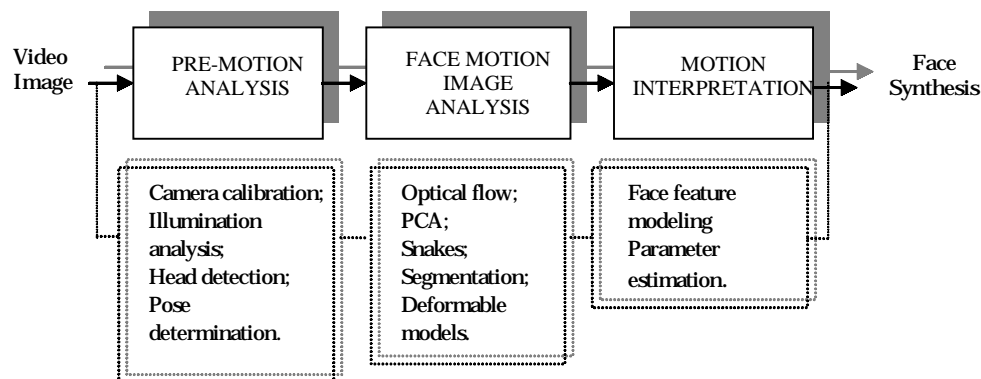 Video
Image
PRE-MOTION
ANALYSIS
FACE MOTION
IMAGE
ANALYSIS
MOTION
INTERPRETATION
Face
Synthesis
Camera calibration;
Illumination
analysis;
Head detection;
Pose
determination.
Optical flow;
PCA;
Snakes;
Segmentation;
Deformable
models.
Face feature
modeling
Parameter
estimation.